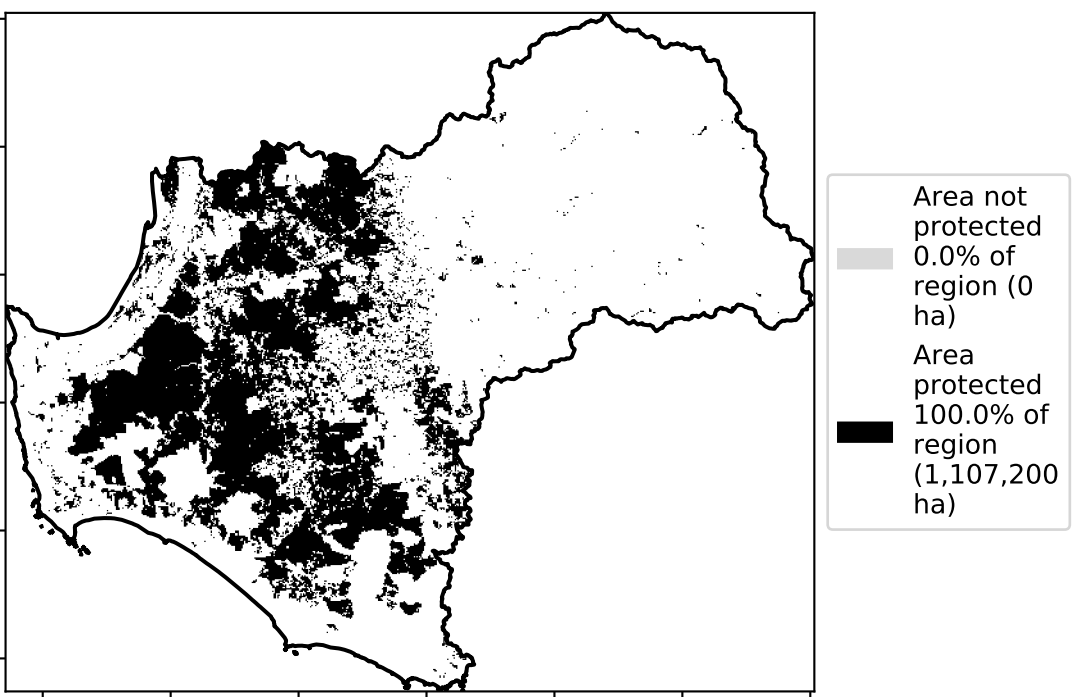 Area not
protected
0.0% of
region (0
ha)
Area
protected
100.0% of
region
(1,107,200
ha)